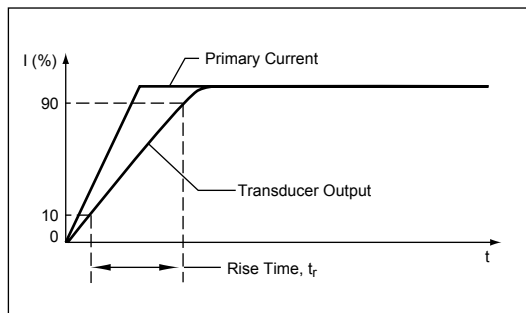 Primary Current
I (%)
90
Transducer Output
10
0
t
Rise Time, tr